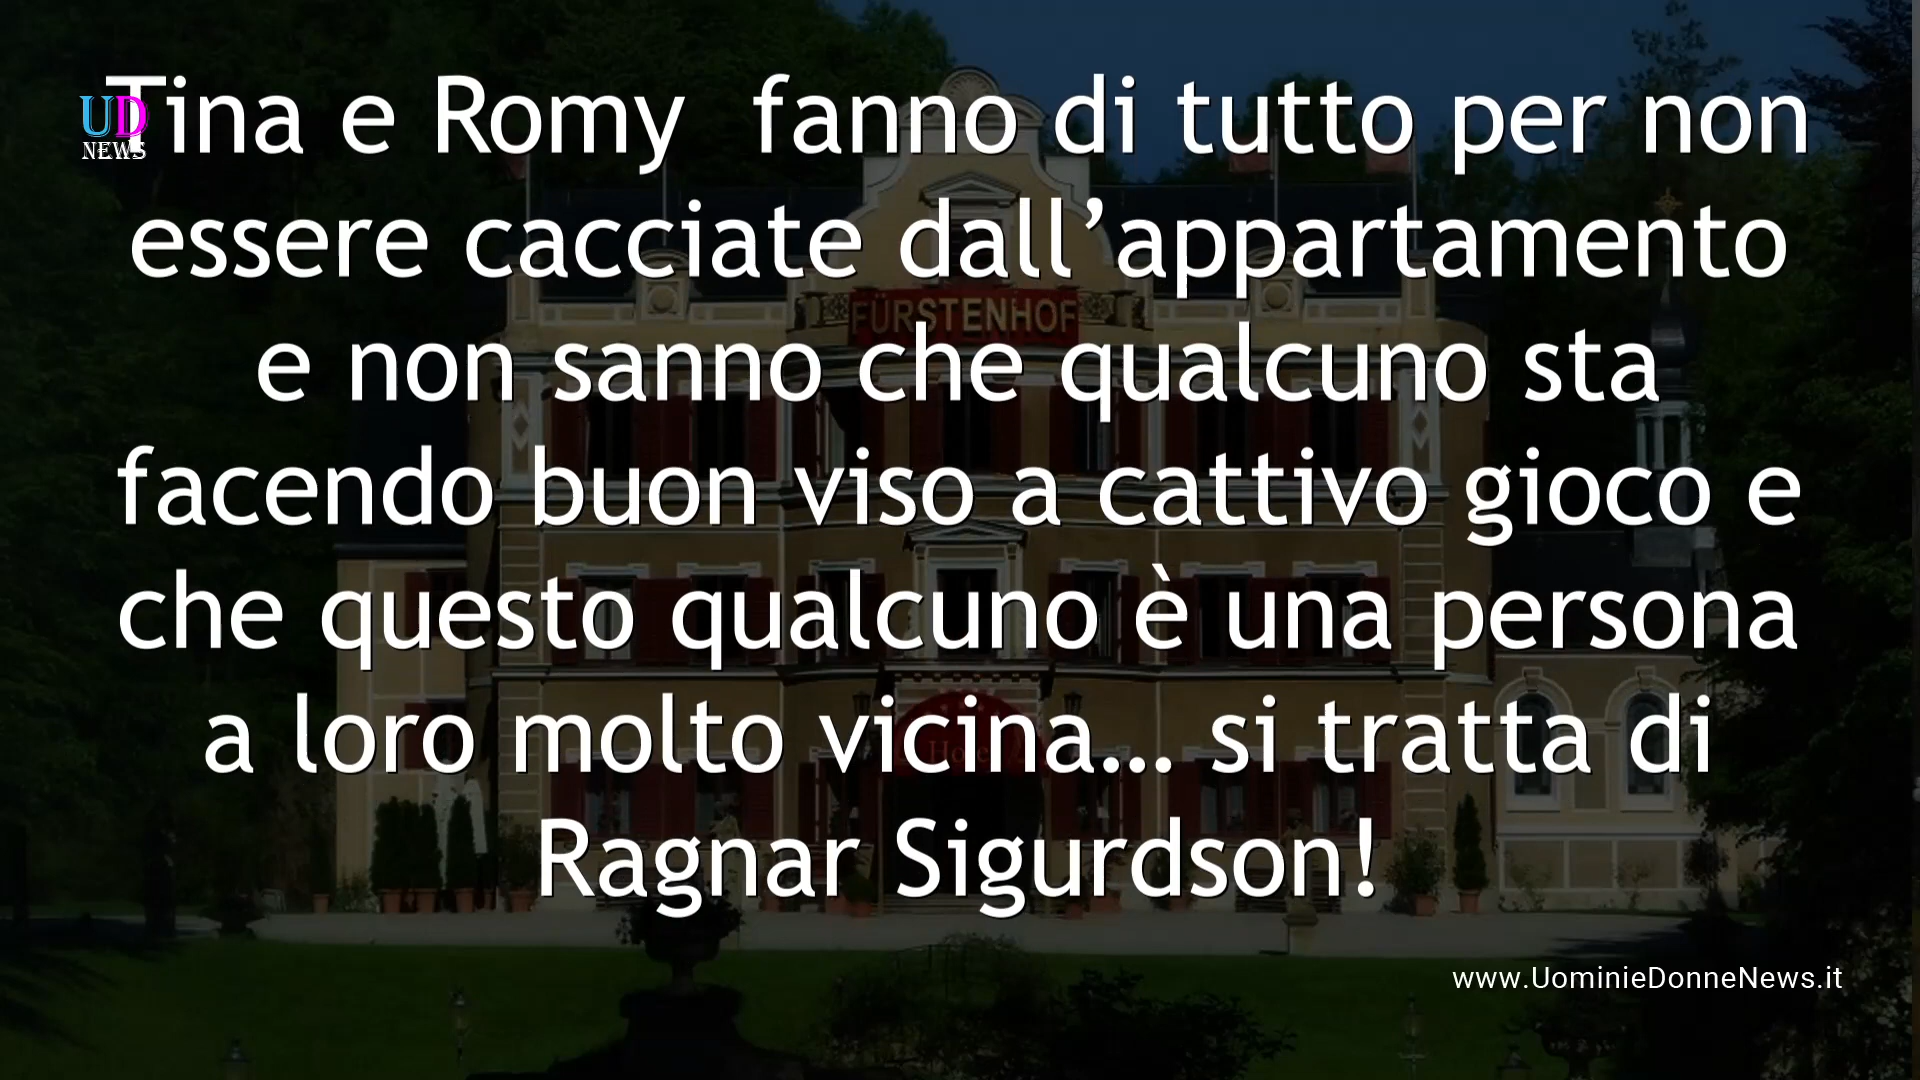 Tina e Romy  fanno di tutto per non
UD
NEWS
essere cacciate dall’appartamento
FÜRSTENHOF
e non sanno che qualcuno sta
facendo buon viso a cattivo gioco e
che questo qualcuno è una persona
a loro molto vicina… si tratta di
Hotel
Ragnar Sigurdson!
www.UominieDonneNews.it